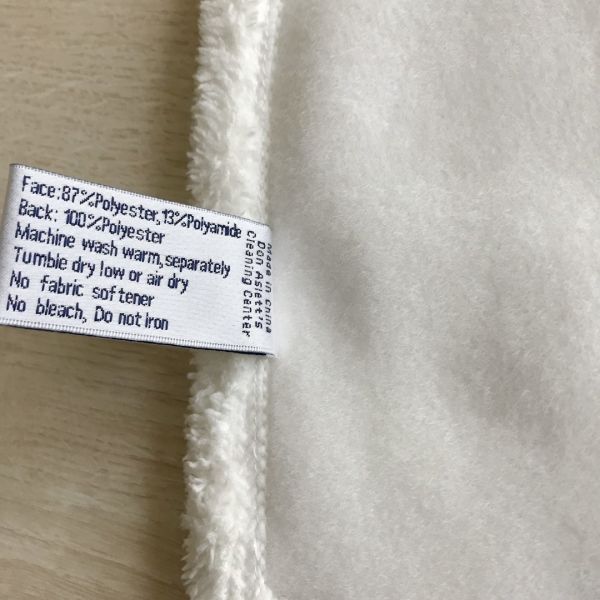 Face:87%Polyester,13%Polyamide
Back: 100%Polyester
Machine wash warm,separately
Tumble dry low or air dry
No fabric softener
No bleach, Do not iron
Made in China
Don Aslett's
Cleaning Center